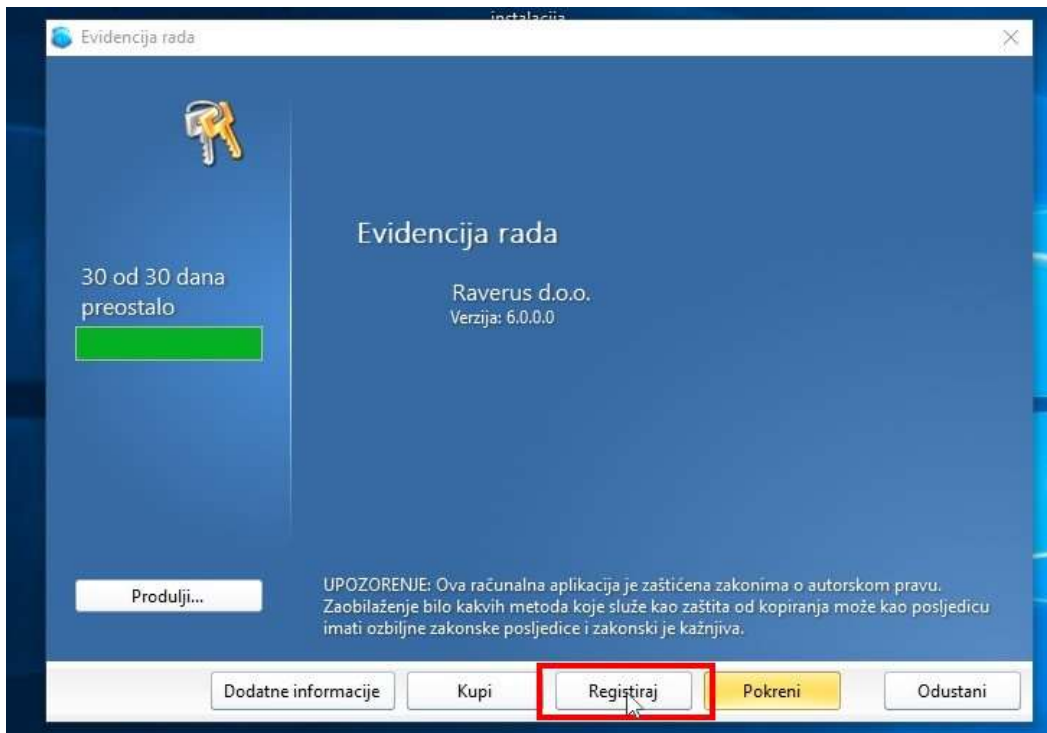 instalacija
Evidencija rada
Evidencija rada
30 od 30 dana
preostalo
Raverus d.o.o.
Verzija: 6.0.0.0
Produlji...
UPOZORENJE: Ova računalna aplikacija je zaštićena zakonima o autorskom pravu.
Zaobilaženje bilo kakvih metoda koje služe kao zaštita od kopiranja može kao posljedicu
imati ozbiljne zakonske posljedice i zakonski je kažnjiva.
Dodatne informacije
Kupi
Registriraj
Pokreni
Odustani